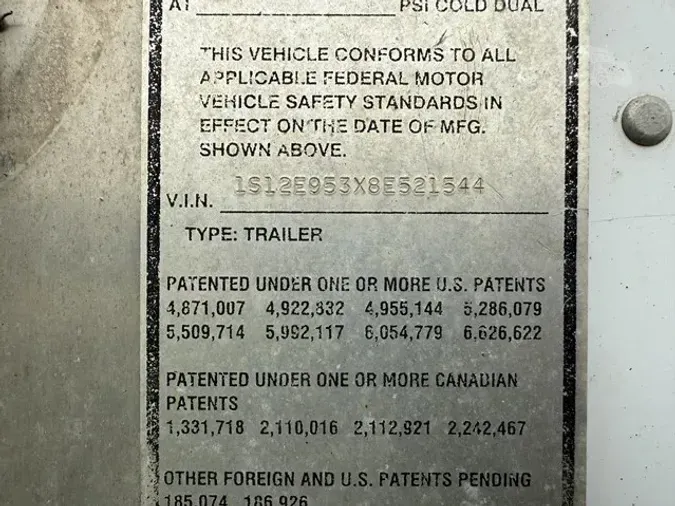 AT PSI COLD DUAL
THIS VEHICLE CONFORMS TO ALL
APPLICABLE FEDERAL MOTOR
VEHICLE SAFETY STANDARDS IN
EFFECT ON THE DATE OF MFG.
SHOWN ABOVE.
V.I.N. 1S12E953X8E521544
TYPE: TRAILER
PATENTED UNDER ONE OR MORE U.S. PATENTS
4,871,007 4,922,832 4,955,144 5,286,079
5,509,714 5,992,117 6,054,779 6,626,622
PATENTED UNDER ONE OR MORE CANADIAN
PATENTS
1,331,718 2,110,016 2,112,921 2,242,467
OTHER FOREIGN AND U.S. PATENTS PENDING
185,074 186,926